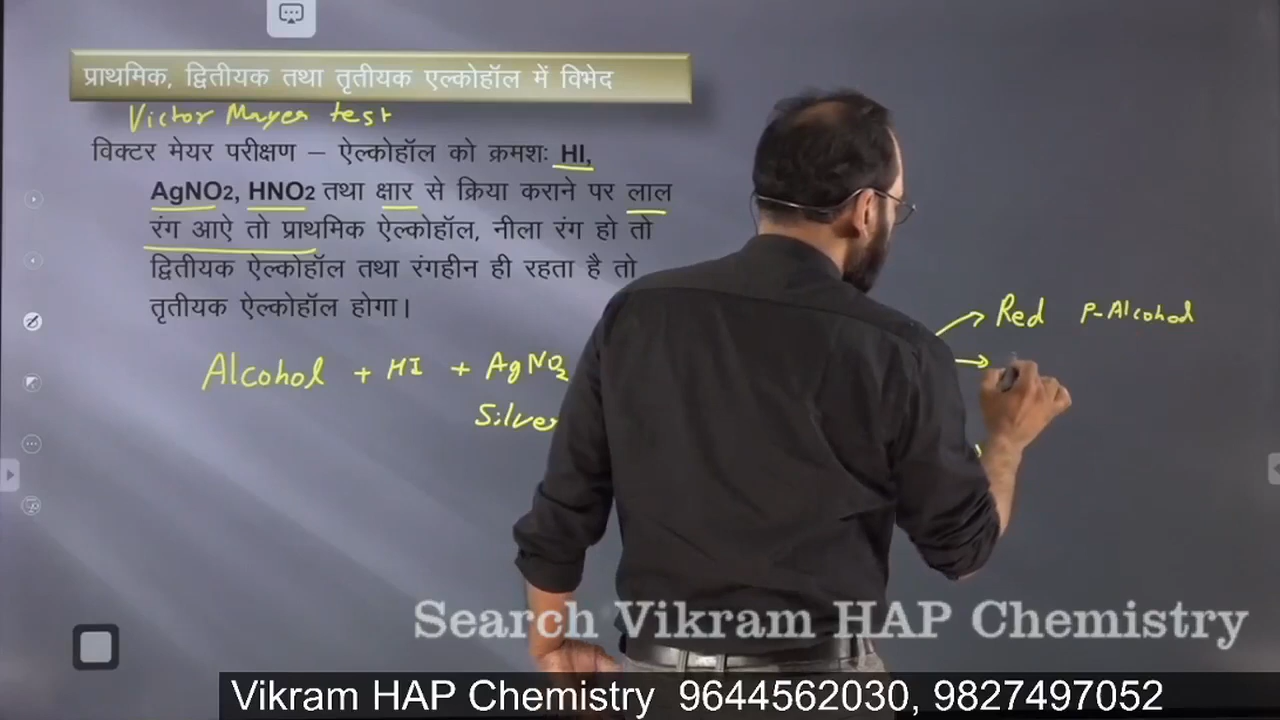 प्राथमिक, द्वितीयक तथा तृतीयक एल्कोहॉल में विभेद
Victor Mayer test
विक्टर मेयर परीक्षण – ऐल्कोहॉल को क्रमशः HI,
AgNO2, HNO2 तथा क्षार से क्रिया कराने पर लाल
रंग आऐ तो प्राथमिक ऐल्कोहॉल, नीला रंग हो तो
द्वितीयक ऐल्कोहॉल तथा रंगहीन ही रहता है तो
तृतीयक ऐल्कोहॉल होगा।
Red P-Alcohol
Alcohol + HI + AgNO2
Silver
Search Vikram HAP Chemistry
Vikram HAP Chemistry 9644562030, 9827497052